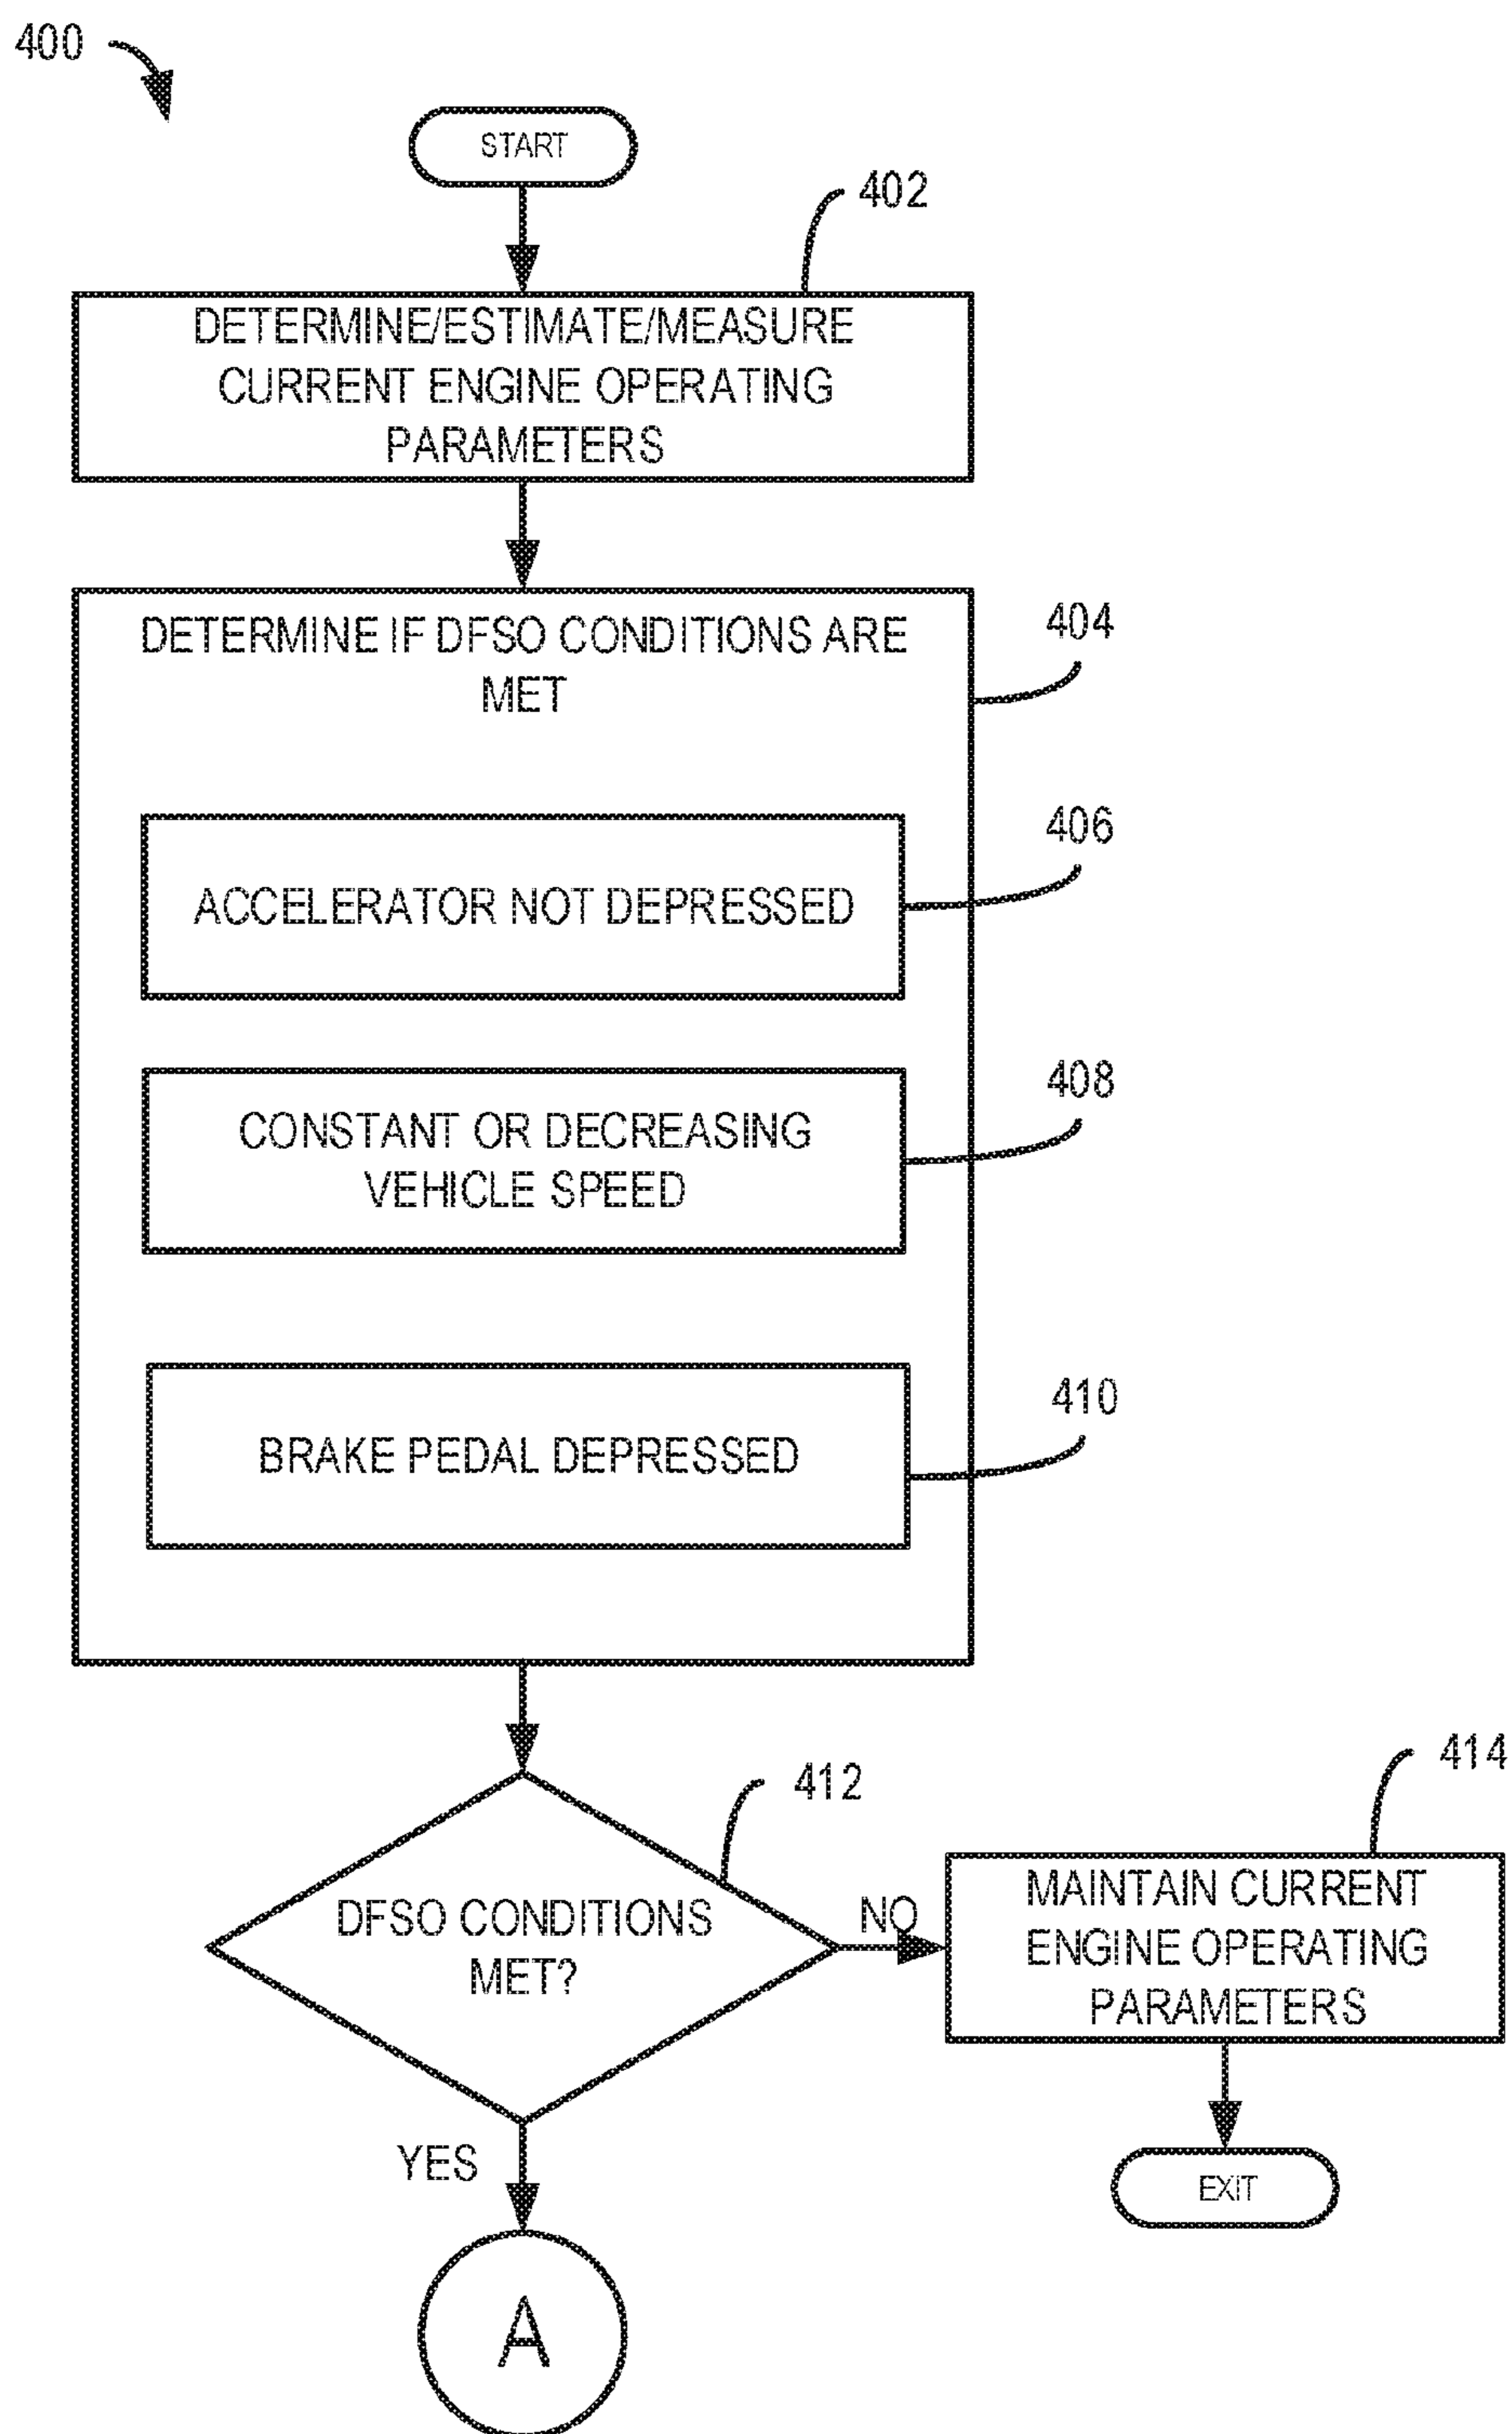 400
START
402
DETERMINE/ESTIMATE/MEASURE
CURRENT ENGINE OPERATING
PARAMETERS
DETERMINE IF DFSO CONDITIONS ARE
MET
404
406
ACCELERATOR NOT DEPRESSED
408
CONSTANT OR DECREASING
VEHICLE SPEED
410
BRAKE PEDAL DEPRESSED
412
DFSO CONDITIONS
MET?
NO
414
MAINTAIN CURRENT
ENGINE OPERATING
PARAMETERS
YES
EXIT
A